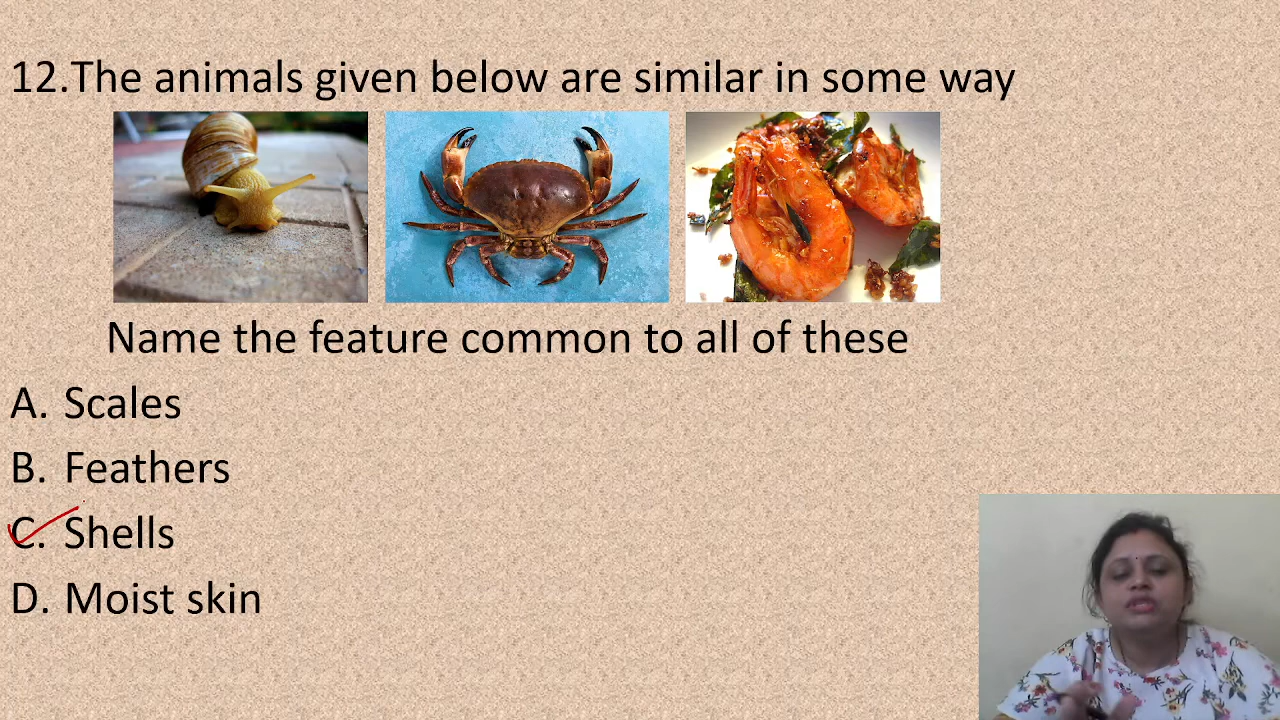 12.The animals given below are similar in some way
Name the feature common to all of these
A. Scales
B. Feathers
C. Shells
D. Moist skin